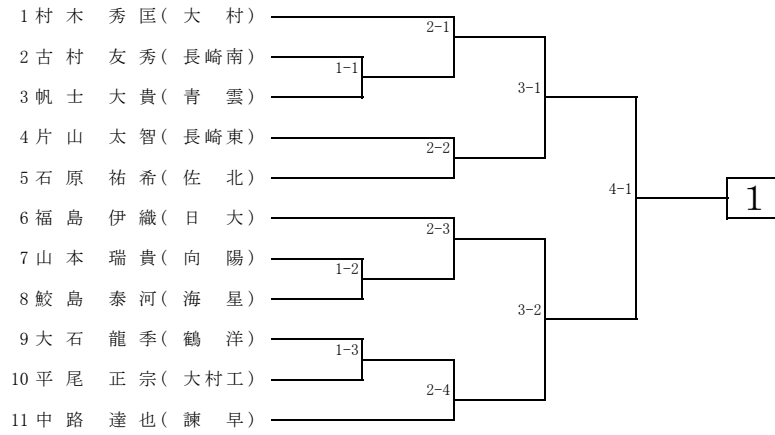 1 村 木 秀 匡( 大 村 )
2-1
2 古 村 友 秀( 長崎南 )
1-1
3 帆 士 大 貴( 青 雲 )
3-1
4 片 山 太 智( 長崎東 )
2-2
5 石 原 祐 希( 佐 北 )
4-1
1
6 福 島 伊 織( 日 大 )
2-3
7 山 本 瑞 貴( 向 陽 )
1-2
8 鮫 島 泰 河( 海 星 )
3-2
9 大 石 龍 季( 鶴 洋 )
1-3
10 平 尾 正 宗( 大村工 )
2-4
11 中 路 達 也( 諫 早 )